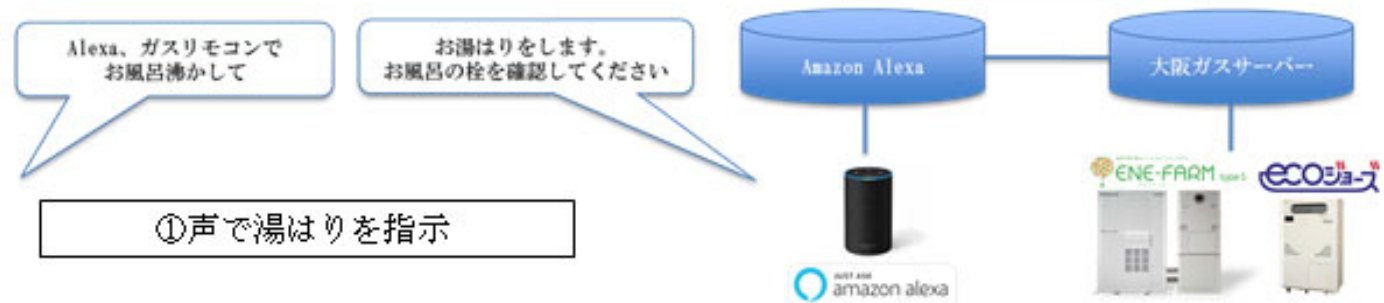 Alexa、ガスリモコンで
お風呂沸かして
お湯はりをします。
お風呂の栓を確認してください
Amazon Alexa
大阪ガスサーバー
ENE-FARM type S
ecoジョーズ
①声で湯はりを指示
JUST ASK
amazon alexa